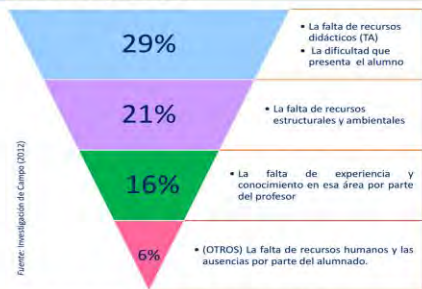 29%
• La falta de recursos
didácticos (TA)
• La dificultad que
presenta el alumno
21%
• La falta de recursos
estructurales y ambientales
16%
• La falta de experiencia y
conocimiento en esa área por parte
del profesor
6%
• (OTROS) La falta de recursos humanos y las
ausencias por parte del alumnado.
Fuente: Investigación de Campo (2012)